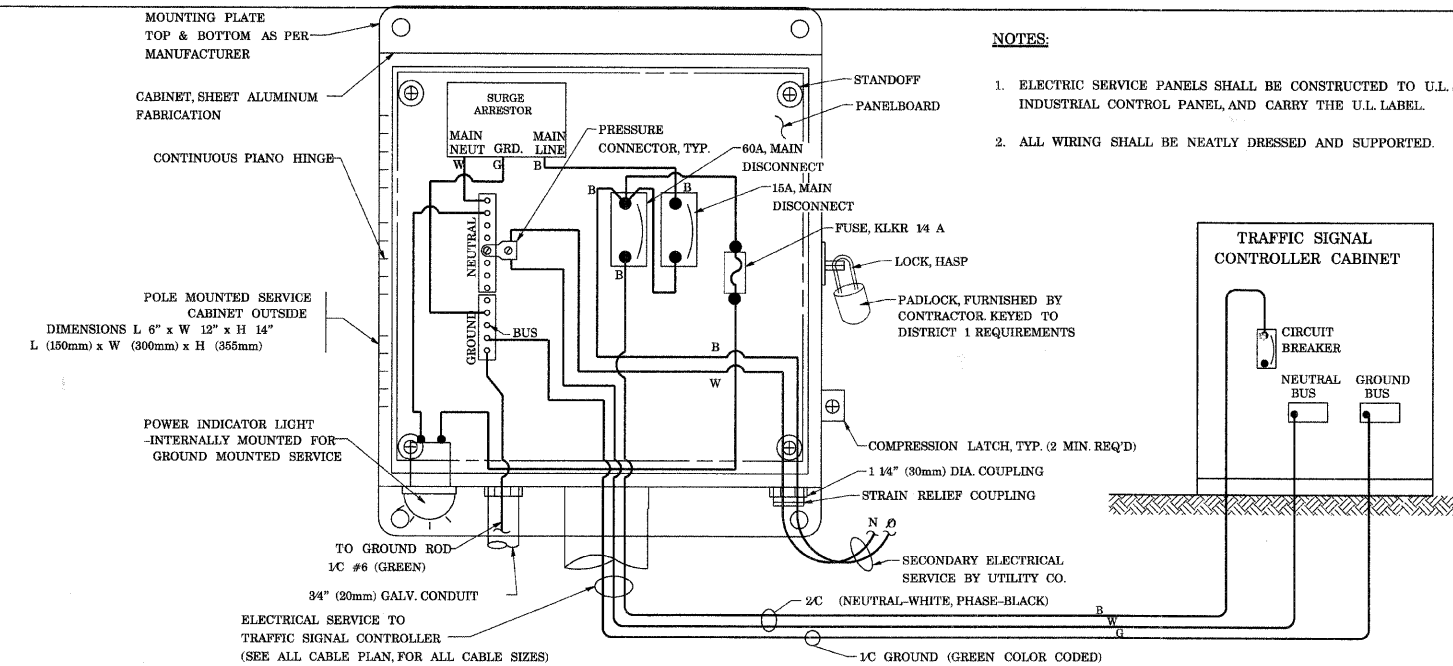 MOUNTING PLATE
TOP & BOTTOM AS PER
MANUFACTURER
CABINET, SHEET ALUMINUM
FABRICATION
CONTINUOUS PIANO HINGE
POLE MOUNTED SERVICE
CABINET OUTSIDE
DIMENSIONS L 6" x W 12" x H 14"
L (150mm) x W (300mm) x H (355mm)
POWER INDICATOR LIGHT
-INTERNALLY MOUNTED FOR
GROUND MOUNTED SERVICE
SURGE
ARRESTOR
MAIN
NEUT
GRD.
MAIN
LINE
W
G
B
PRESSURE
CONNECTOR, TYP.
60A, MAIN
DISCONNECT
15A, MAIN
DISCONNECT
B
B
B
NEUTRAL
GROUND
BUS
B
W
STANDOFF
PANELBOARD
FUSE, KLKR 1/4 A
LOCK, HASP
PADLOCK, FURNISHED BY
CONTRACTOR. KEYED TO
DISTRICT 1 REQUIREMENTS
COMPRESSION LATCH, TYP. (2 MIN. REQ'D)
1 1/4" (30mm) DIA. COUPLING
STRAIN RELIEF COUPLING
N Ø
SECONDARY ELECTRICAL
SERVICE BY UTILITY CO.
TO GROUND ROD
1/C #6 (GREEN)
3/4" (20mm) GALV. CONDUIT
ELECTRICAL SERVICE TO
TRAFFIC SIGNAL CONTROLLER
(SEE ALL CABLE PLAN, FOR ALL CABLE SIZES)
2/C (NEUTRAL-WHITE, PHASE-BLACK)
B
W
G
1/C GROUND (GREEN COLOR CODED)
NOTES:
1. ELECTRIC SERVICE PANELS SHALL BE CONSTRUCTED TO U.L.
INDUSTRIAL CONTROL PANEL, AND CARRY THE U.L. LABEL.
2. ALL WIRING SHALL BE NEATLY DRESSED AND SUPPORTED.
TRAFFIC SIGNAL
CONTROLLER CABINET
CIRCUIT
BREAKER
NEUTRAL
BUS
GROUND
BUS